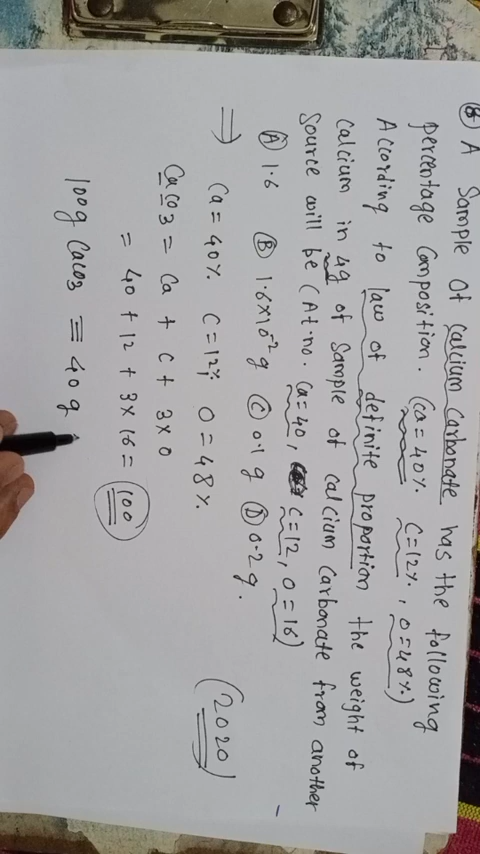 (18) A Sample Of calcium carbonate has the following
percentage composition. (Ca=40%. C=12%, O=48%)
According to law of definite proportion the weight of
calcium in 4g of sample of calcium carbonate from another
Source will be (At no. Ca=40, C=12, O=16)
(A) 1.6 (B) 1.6×10⁻² g (C) 0.1 g (D) 0.2 g.
(2020)
⇒ Ca=40%. C=12% O=48%.
CaCO3 = Ca + C + 3×O
= 40 + 12 + 3×16 = 100
100g CaCO3 ≡ 40g